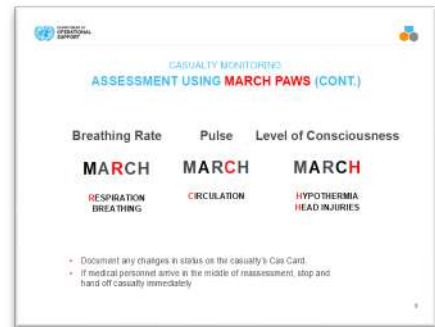 OPERATIONAL
SUPPORT
CASUALTY MONITORING
ASSESSMENT USING MARCH PAWS (CONT.)
Breathing Rate Pulse Level of Consciousness
MARCH MARCH MARCH
RESPIRATION CIRCULATION HYPOTHERMIA
BREATHING HEAD INJURIES
• Document any changes in status on the casualty's Cas Card.
• If medical personnel arrive in the middle of reassessment, stop and
hand off casualty immediately